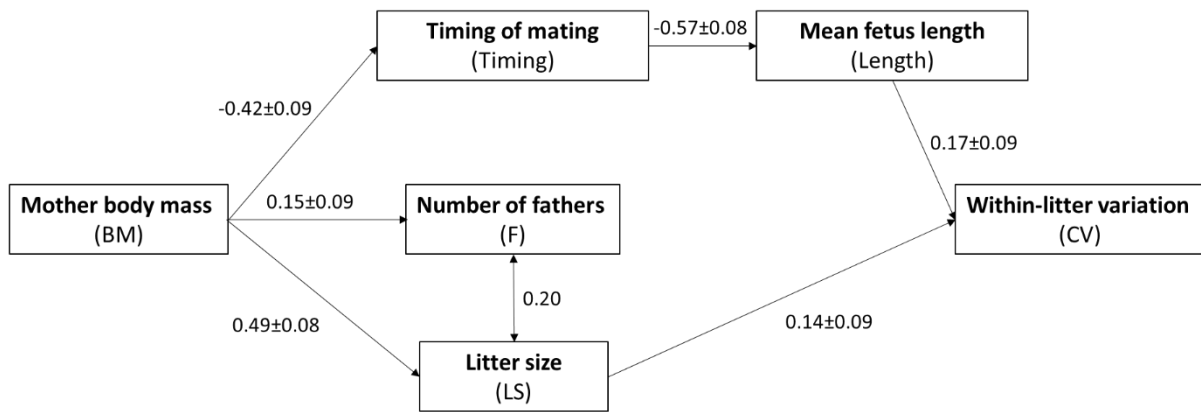 Timing of mating
(Timing)
-0.57±0.08
Mean fetus length
(Length)
-0.42±0.09
0.17±0.09
Mother body mass
(BM)
0.15±0.09
Number of fathers
(F)
Within-litter variation
(CV)
0.20
0.49±0.08
0.14±0.09
Litter size
(LS)